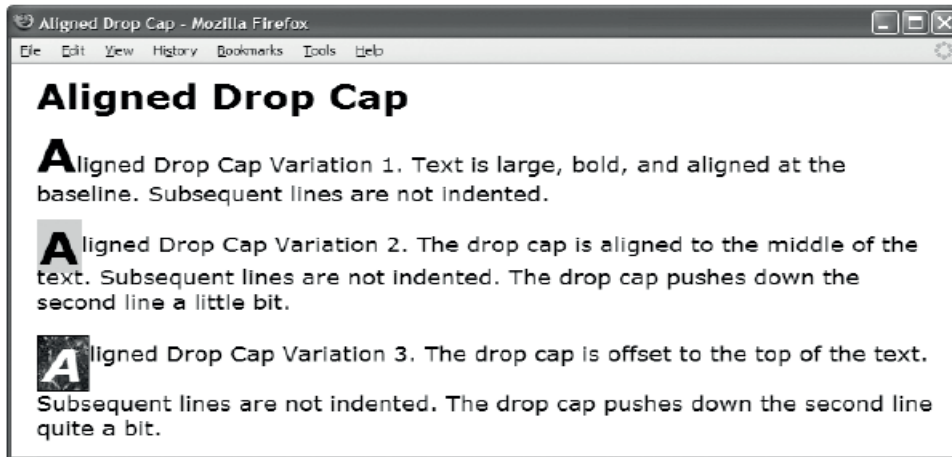 Aligned Drop Cap - Mozilla Firefox
File Edit View History Bookmarks Tools Help
Aligned Drop Cap
Aligned Drop Cap Variation 1. Text is large, bold, and aligned at the
baseline. Subsequent lines are not indented.
Aligned Drop Cap Variation 2. The drop cap is aligned to the middle of the
text. Subsequent lines are not indented. The drop cap pushes down the
second line a little bit.
Aligned Drop Cap Variation 3. The drop cap is offset to the top of the text.
Subsequent lines are not indented. The drop cap pushes down the second line
quite a bit.